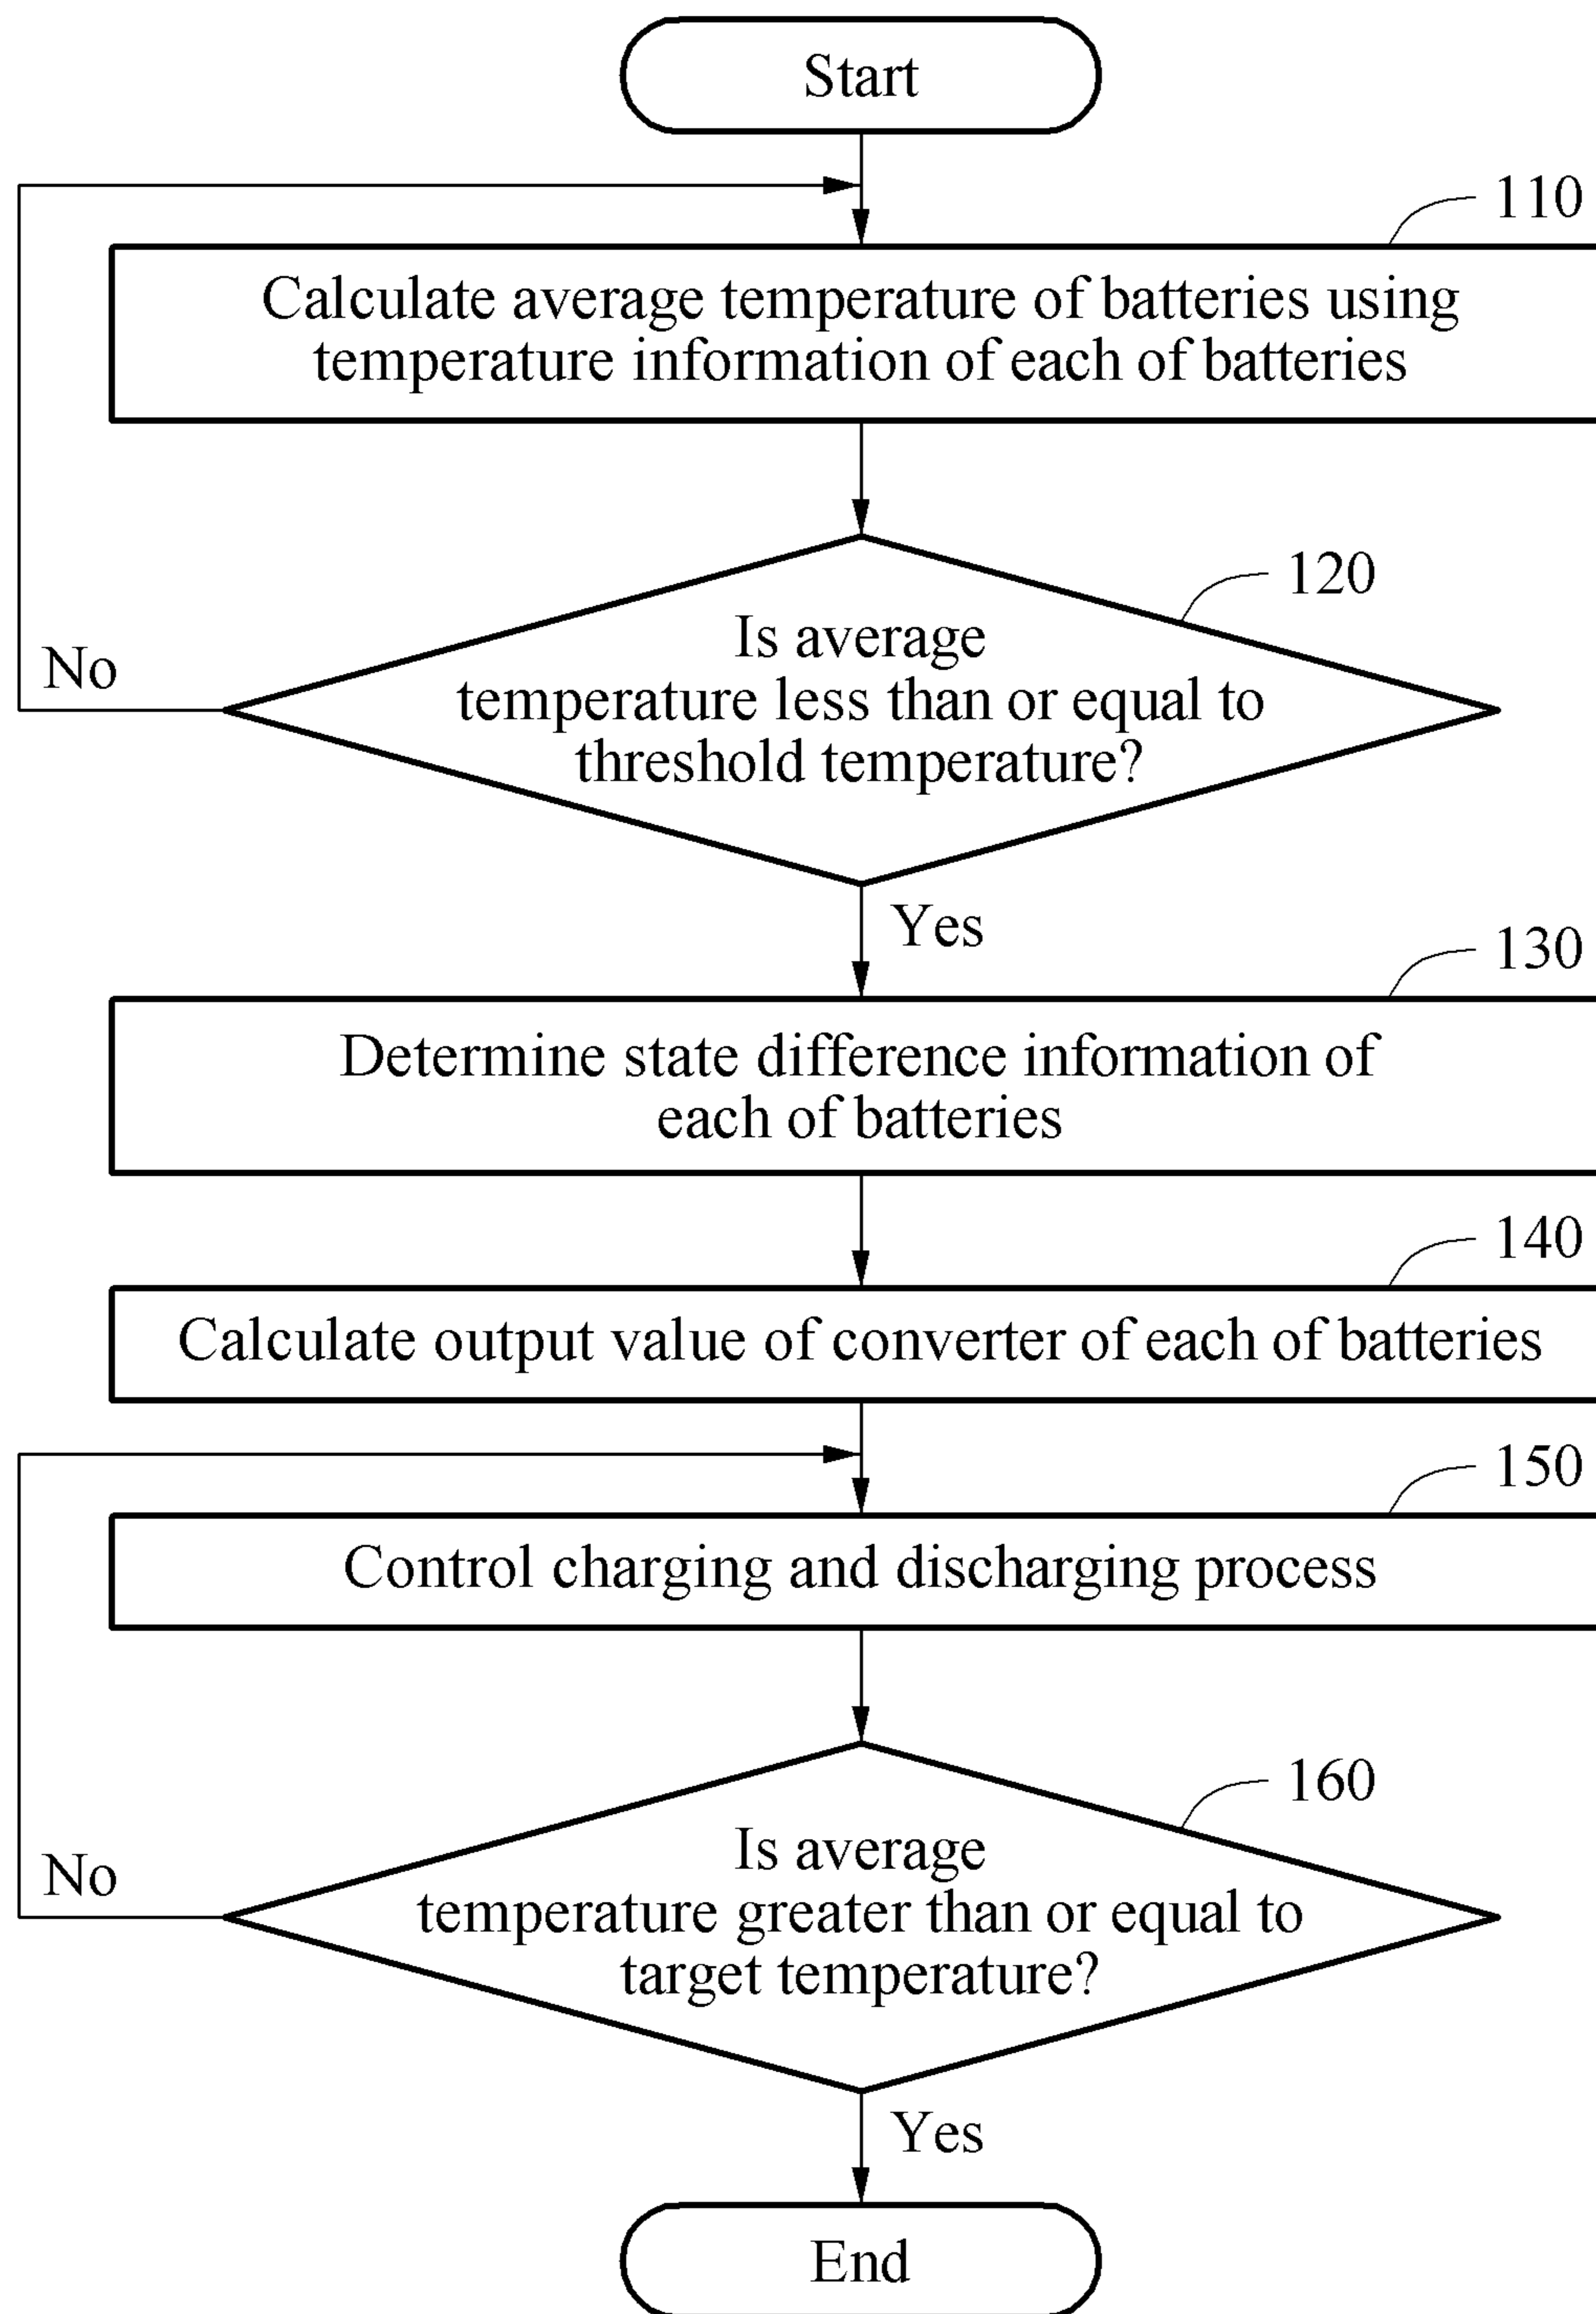 Start
110
Calculate average temperature of batteries using
temperature information of each of batteries
120
Is average
temperature less than or equal to
threshold temperature?
No
Yes
130
Determine state difference information of
each of batteries
140
Calculate output value of converter of each of batteries
150
Control charging and discharging process
160
Is average
temperature greater than or equal to
target temperature?
No
Yes
End